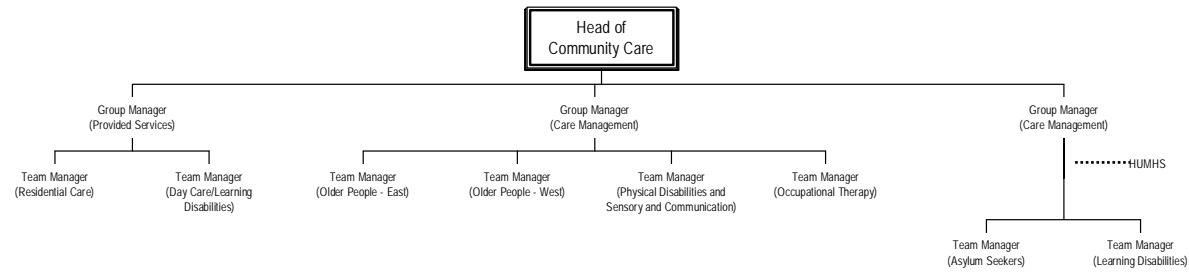 Head of
Community Care
Group Manager
(Provided Services)
Group Manager
(Care Management)
Group Manager
(Care Management)
HUMHS
Team Manager
(Residential Care)
Team Manager
(Day Care/Learning
Disabilities)
Team Manager
(Older People - East)
Team Manager
(Older People - West)
Team Manager
(Physical Disabilities and
Sensory and Communication)
Team Manager
(Occupational Therapy)
Team Manager
(Asylum Seekers)
Team Manager
(Learning Disabilities)